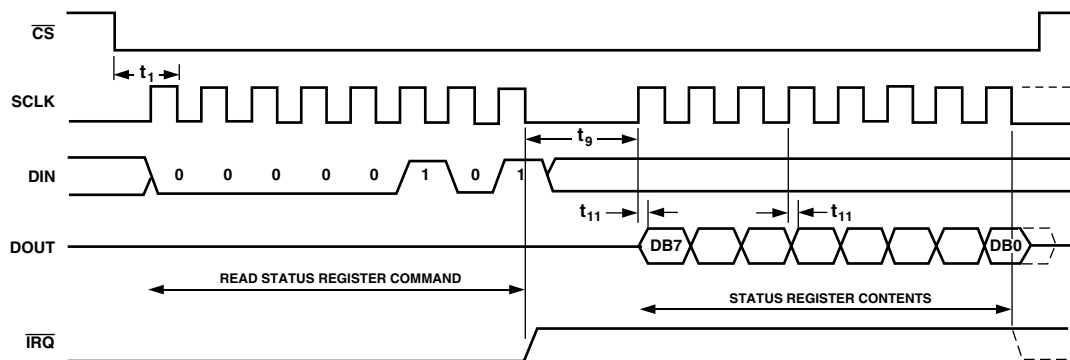 CS
t1
SCLK
t9
DIN 0 0 0 0 0 1 0 1
t11 t11
DOUT DB7 DB0
READ STATUS REGISTER COMMAND STATUS REGISTER CONTENTS
IRQ